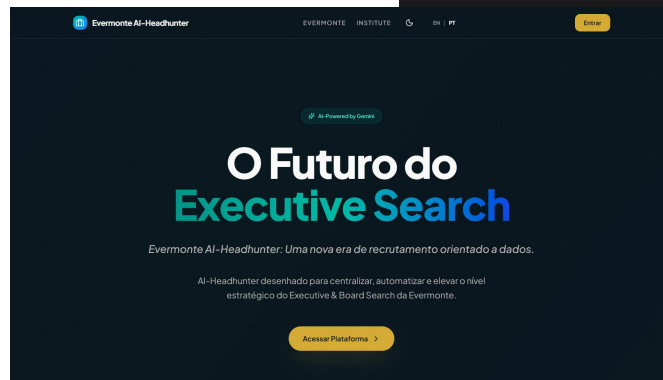 Evermonte AI-Headhunter
EVERMONTE INSTITUTE EN | PT
Entrar
AI-Powered by Gemini
O Futuro do
Executive Search
Evermonte AI-Headhunter: Uma nova era de recrutamento orientado a dados.
AI-Headhunter desenhado para centralizar, automatizar e elevar o nível
estratégico do Executive & Board Search da Evermonte.
Acessar Plataforma